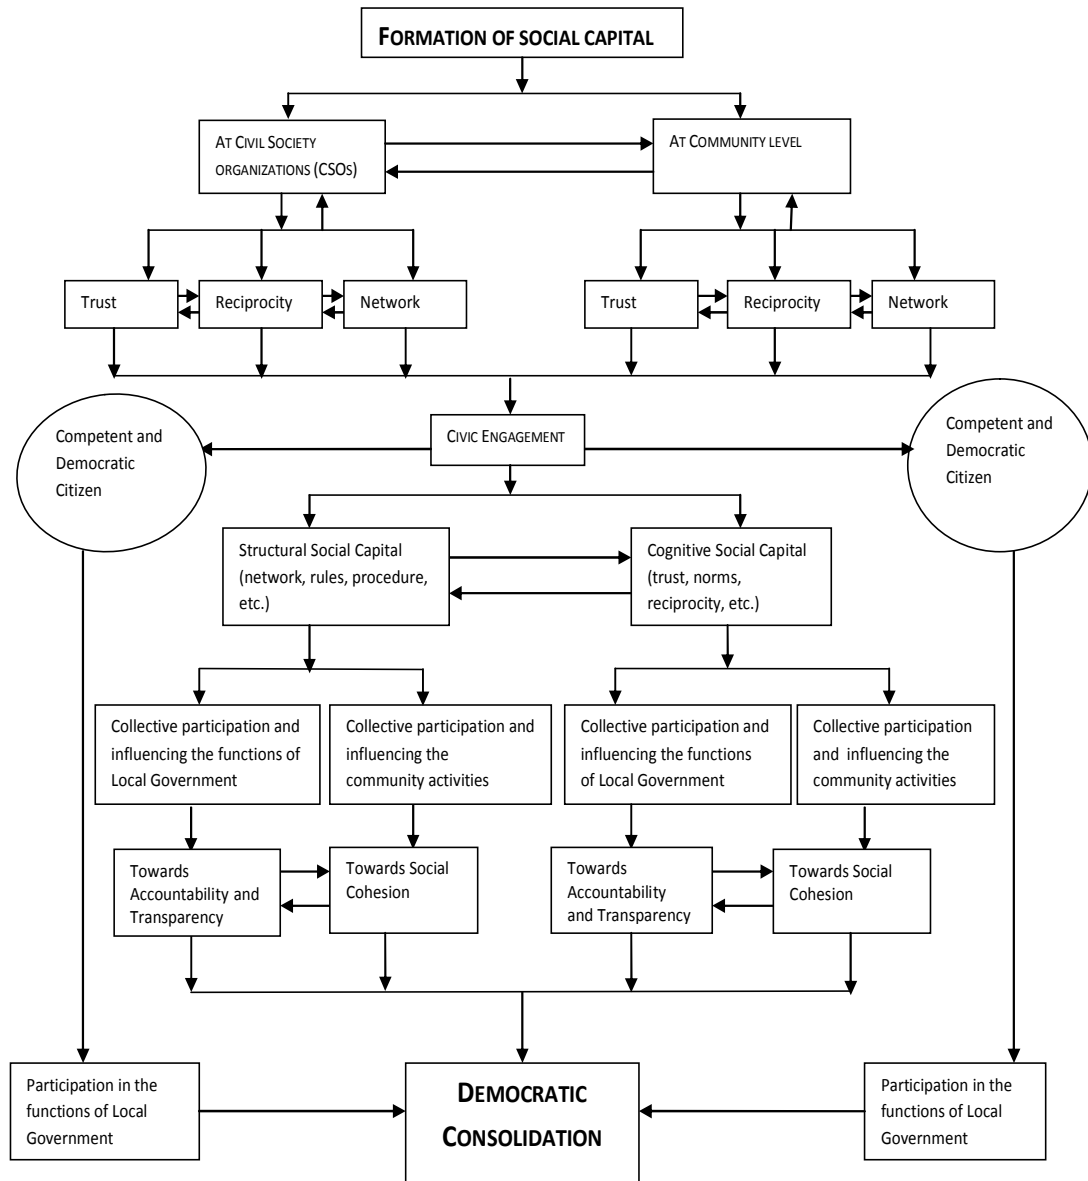 FORMATION OF SOCIAL CAPITAL
AT CIVIL SOCIETY
ORGANIZATIONS (CSOS)
AT COMMUNITY LEVEL
Trust
Reciprocity
Network
Trust
Reciprocity
Network
Competent and
Democratic
Citizen
CIVIC ENGAGEMENT
Competent and
Democratic
Citizen
Structural Social Capital
(network, rules, procedure,
etc.)
Cognitive Social Capital
(trust, norms,
reciprocity, etc.)
Collective participation and
influencing the functions of
Local Government
Collective participation and
influencing the
community activities
Collective participation and
influencing the functions
of Local Government
Collective participation
and influencing the
community activities
Towards
Accountability and
Transparency
Towards Social
Cohesion
Towards
Accountability
and Transparency
Towards Social
Cohesion
Participation in the
functions of Local
Government
DEMOCRATIC
CONSOLIDATION
Participation in the
functions of Local
Government